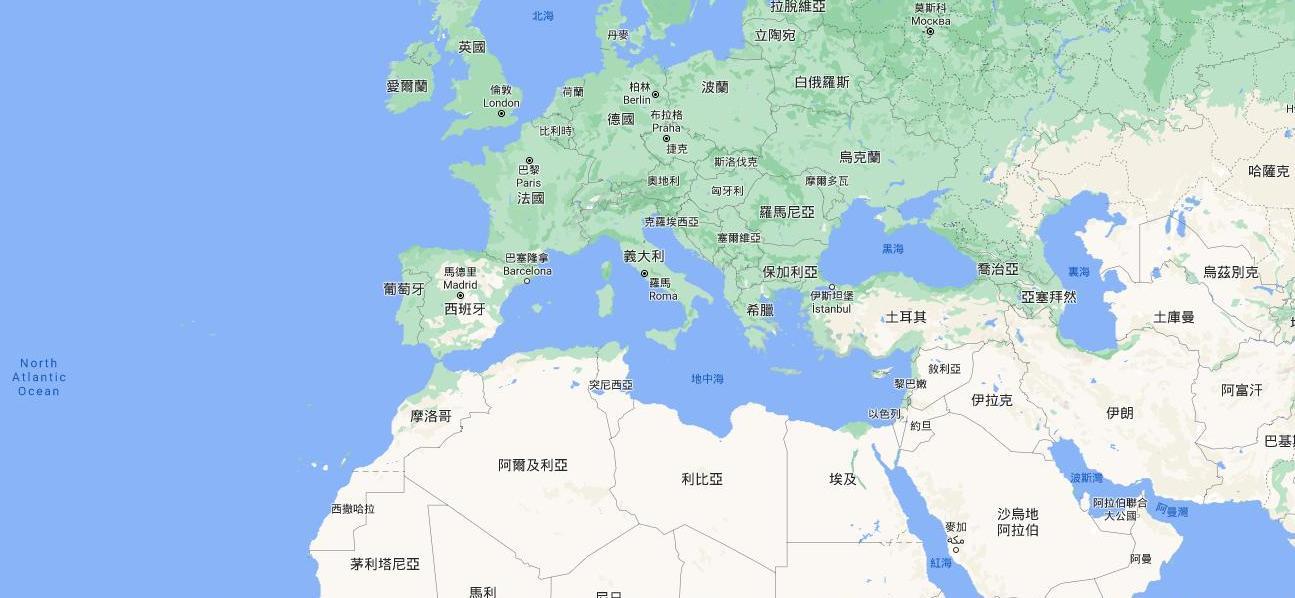 拉脫維亞
莫斯科
Москва
北海
丹麥
立陶宛
英國
愛爾蘭
倫敦
London
荷蘭
柏林
Berlin
波蘭
白俄羅斯
德國
布拉格
Praha
比利時
捷克
巴黎
Paris
法國
斯洛伐克
烏克蘭
奧地利
匈牙利
摩爾多瓦
哈薩克
羅馬尼亞
克羅埃西亞
塞爾維亞
黑海
巴塞隆拿
Barcelona
義大利
馬德里
Madrid
葡萄牙
西班牙
羅馬
Roma
保加利亞
喬治亞
裏海
烏茲別克
伊斯坦堡
İstanbul
希臘
土耳其
亞塞拜然
土庫曼
North
Atlantic
Ocean
突尼西亞
地中海
敘利亞
黎巴嫩
伊拉克
伊朗
阿富汗
摩洛哥
以色列
約旦
巴基
阿爾及利亞
利比亞
埃及
波斯灣
西撒哈拉
阿拉伯聯合
大公國
阿曼灣
沙烏地
阿拉伯
麥加
مكة
茅利塔尼亞
紅海
阿曼
馬利
尼日